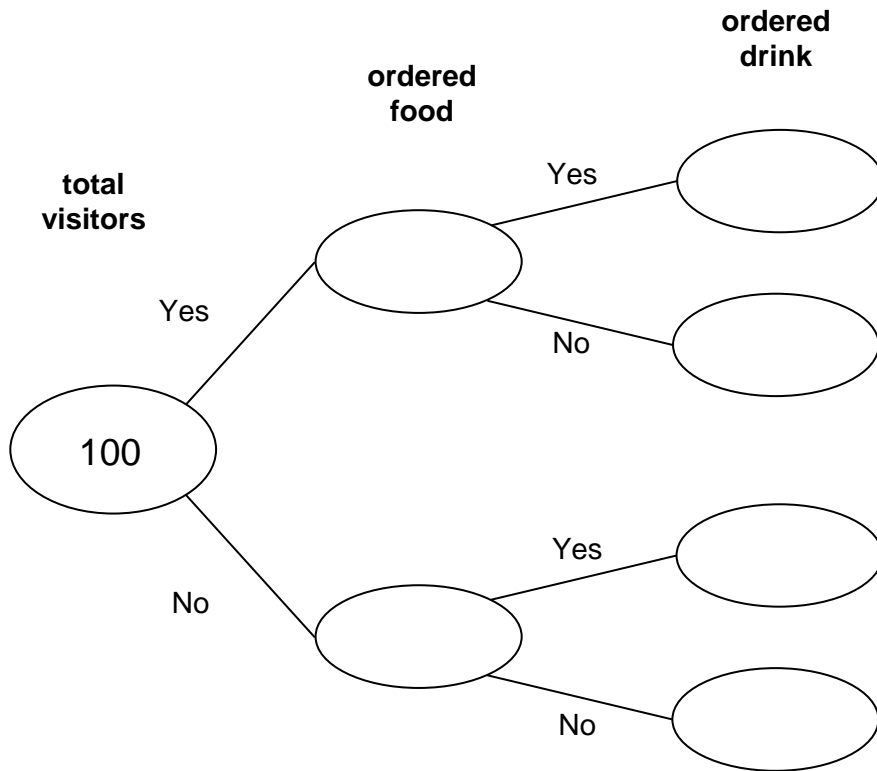 ordered
drink
ordered
food
total
visitors
Yes
Yes
No
100
Yes
No
No